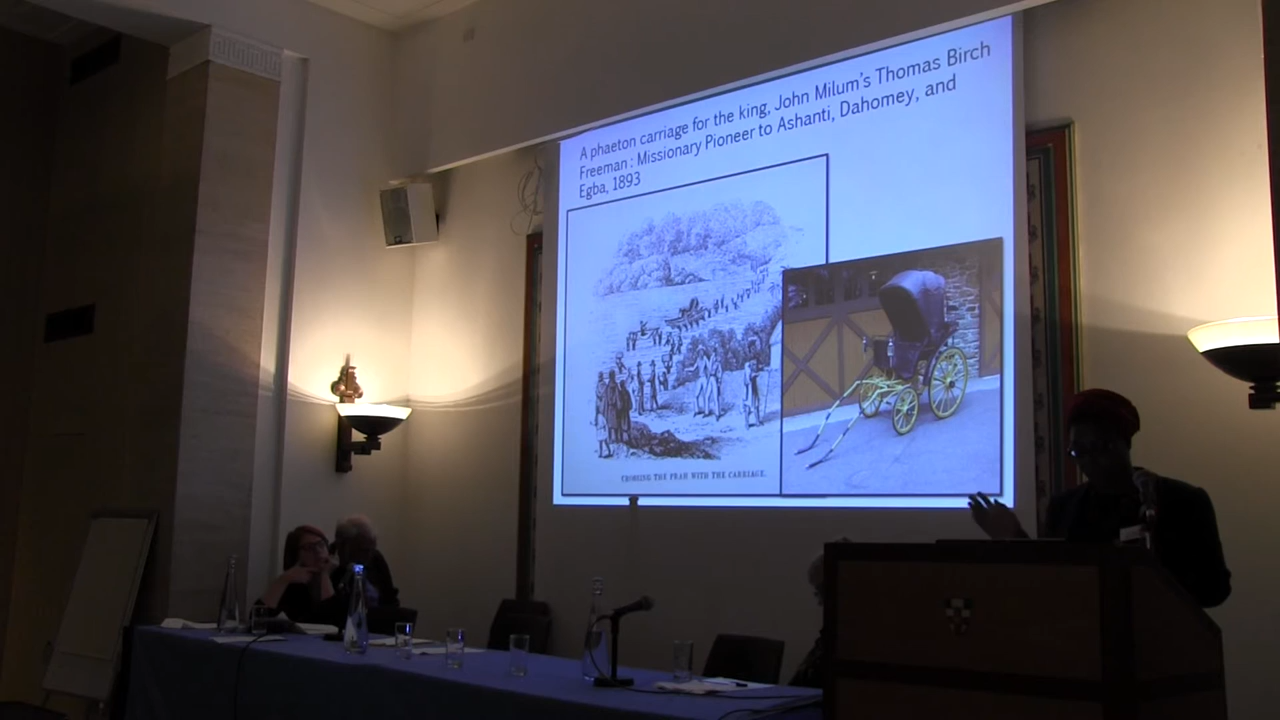 A phaeton carriage for the king, John Milum's Thomas Birch
Freeman : Missionary Pioneer to Ashanti, Dahomey, and
Egba, 1893
CROSSING THE PRAH WITH THE CARRIAGE.